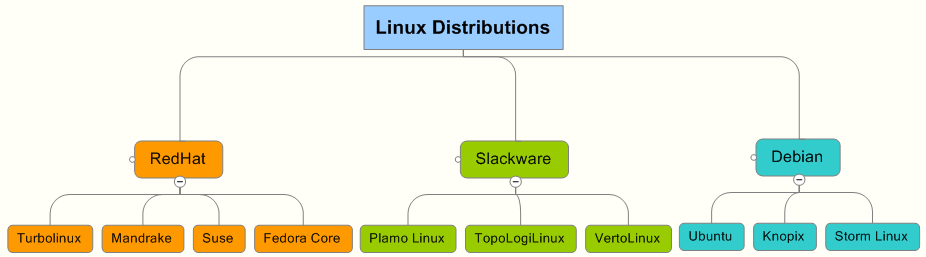 Linux Distributions
RedHat
Slackware
Debian
Turbolinux
Mandrake
Suse
Fedora Core
Plamo Linux
TopoLogiLinux
VertoLinux
Ubuntu
Knopix
Storm Linux